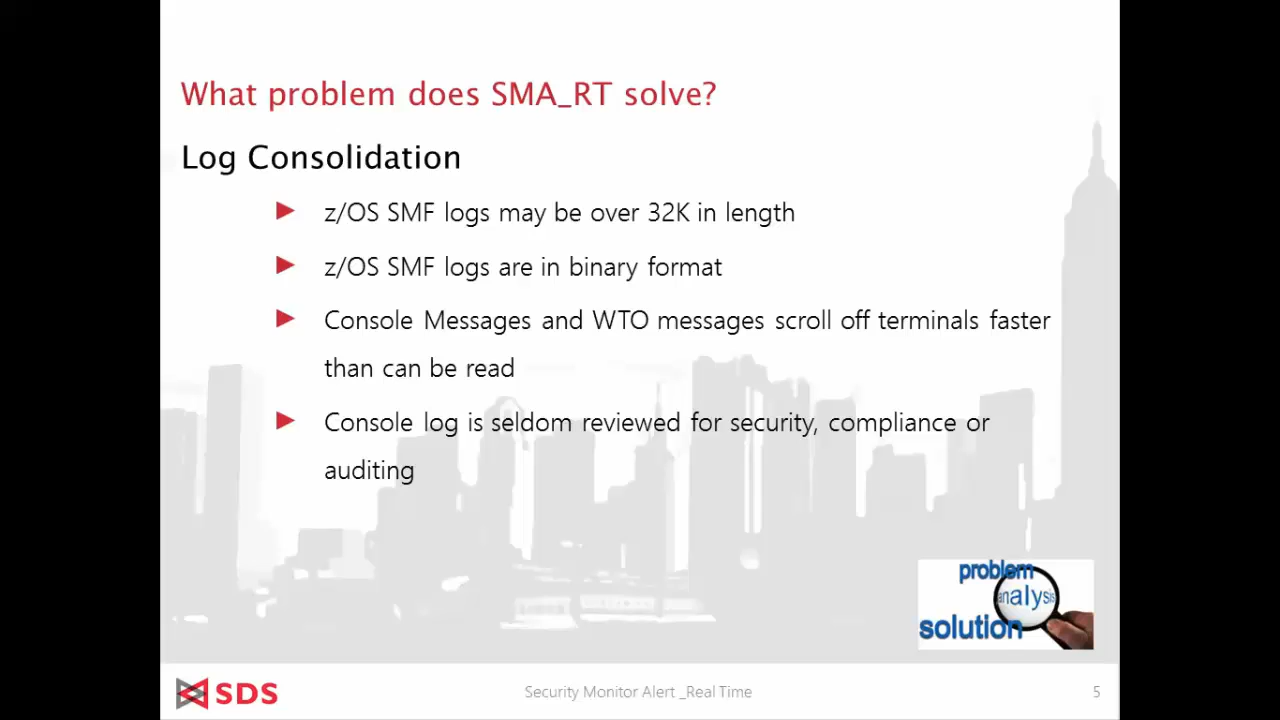 What problem does SMA_RT solve?
Log Consolidation
z/OS SMF logs may be over 32K in length
z/OS SMF logs are in binary format
Console Messages and WTO messages scroll off terminals faster
than can be read
Console log is seldom reviewed for security, compliance or
auditing
problem
analysis
solution
SDS
Security Monitor Alert _Real Time
5